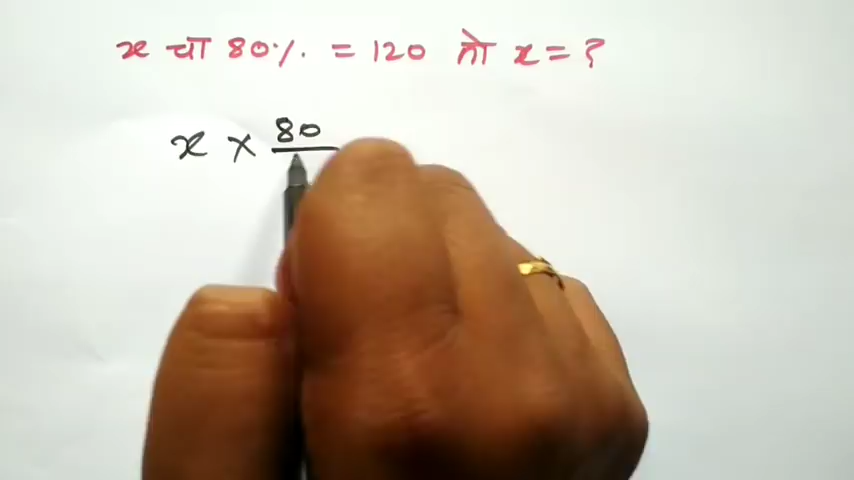 x चा 80% = 120 तो x = ?
x × 80